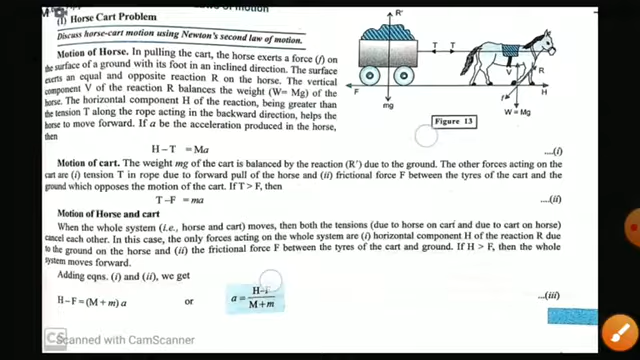 Laws of motion
(I) Horse Cart Problem
Discuss horse-cart motion using Newton's second law of motion.
Motion of Horse. In pulling the cart, the horse exerts a force (f) on
the surface of a ground with its foot in an inclined direction. The surface
exerts an equal and opposite reaction R on the horse. The vertical
component V of the reaction R balances the weight (W= Mg) of the
horse. The horizontal component H of the reaction, being greater than
the tension T along the rope acting in the backward direction, helps the
horse to move forward. If a be the acceleration produced in the horse,
then
H – T = Ma ....(i)
R'
T T
V R
F f H
mg W = Mg
Figure 13
Motion of cart. The weight mg of the cart is balanced by the reaction (R') due to the ground. The other forces acting on the
cart are (i) tension T in rope due to forward pull of the horse and (ii) frictional force F between the tyres of the cart and the
ground which opposes the motion of the cart. If T > F, then
T – F = ma ....(ii)
Motion of Horse and cart
When the whole system (i.e., horse and cart) moves, then both the tensions (due to horse on cart and due to cart on horse)
cancel each other. In this case, the only forces acting on the whole system are (i) horizontal component H of the reaction R due
to the ground on the horse and (ii) the frictional force F between the tyres of the cart and ground. If H > F, then the whole
system moves forward.
Adding eqns. (i) and (ii), we get
H – F = (M + m) a or a = H–F / M + m ...(iii)
CS Scanned with CamScanner